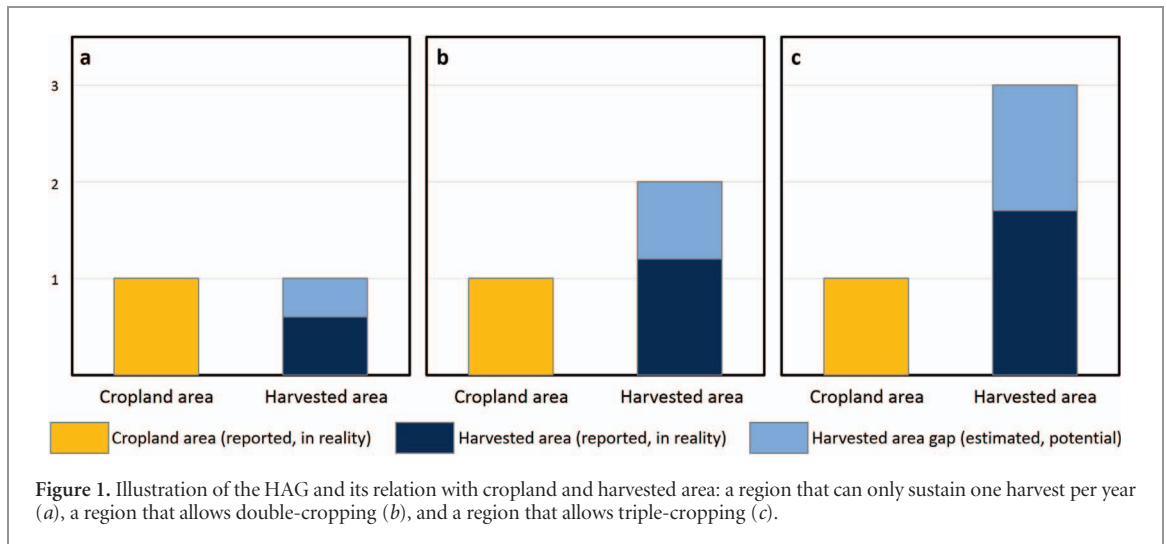 a
b
c
3
2
1
Cropland area
Harvested area
Cropland area
Harvested area
Cropland area
Harvested area
Cropland area (reported, in reality)
Harvested area (reported, in reality)
Harvested area gap (estimated, potential)
Figure 1. Illustration of the HAG and its relation with cropland and harvested area: a region that can only sustain one harvest per year
(a), a region that allows double-cropping (b), and a region that allows triple-cropping (c).